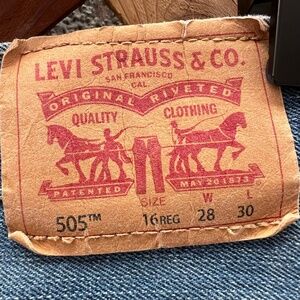 LEVI STRAUSS & CO.
SAN FRANCISCO
CAL.
ORIGINAL RIVETED
QUALITY CLOTHING
PATENTED MAY 20 1873
SIZE W L
505™ 16 REG 28 30